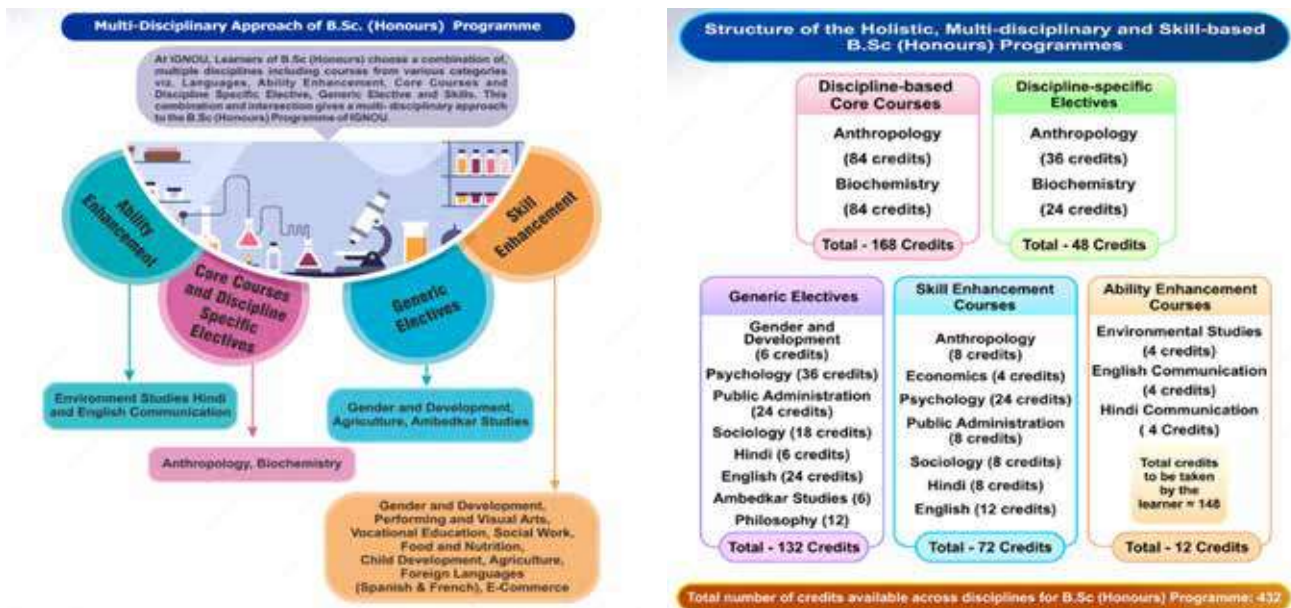 Multi-Disciplinary Approach of B.Sc. (Honours) Programme
At IGNOU, Learners of B.Sc (Honours) choose a combination of,
multiple disciplines including courses from various categories
viz. Languages, Ability Enhancement, Core Courses and
Discipline Specific Elective, Generic Elective and Skills. This
combination and intersection gives a multi- disciplinary approach
to the B.Sc (Honours) Programme of IGNOU.
Ability
Enhancement
Core Courses
and Discipline
Specific
Electives
Generic
Electives
Skill
Enhancement
Environment Studies Hindi
and English Communication
Anthropology, Biochemistry
Gender and Development,
Agriculture, Ambedkar Studies
Gender and Development,
Performing and Visual Arts,
Vocational Education, Social Work,
Food and Nutrition,
Child Development, Agriculture,
Foreign Languages
(Spanish & French), E-Commerce
Structure of the Holistic, Multi-disciplinary and Skill-based
B.Sc (Honours) Programmes
Discipline-based
Core Courses
Anthropology
(84 credits)
Biochemistry
(84 credits)
Total - 168 Credits
Discipline-specific
Electives
Anthropology
(36 credits)
Biochemistry
(24 credits)
Total - 48 Credits
Generic Electives
Gender and
Development
(6 credits)
Psychology (36 credits)
Public Administration
(24 credits)
Sociology (18 credits)
Hindi (6 credits)
English (24 credits)
Ambedkar Studies (6)
Philosophy (12)
Total - 132 Credits
Skill Enhancement
Courses
Anthropology
(8 credits)
Economics (4 credits)
Psychology (24 credits)
Public Administration
(8 credits)
Sociology (8 credits)
Hindi (8 credits)
English (12 credits)
Total - 72 Credits
Ability Enhancement
Courses
Environmental Studies
(4 credits)
English Communication
(4 credits)
Hindi Communication
( 4 Credits)
Total credits
to be taken
by the
learner = 148
Total - 12 Credits
Total number of credits available across disciplines for B.Sc (Honours) Programme: 432